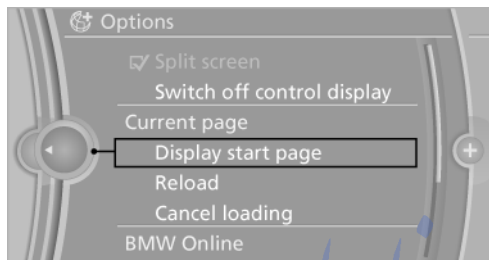 Options
Split screen
Switch off control display
Current page
Display start page
Reload
Cancel loading
BMW Online